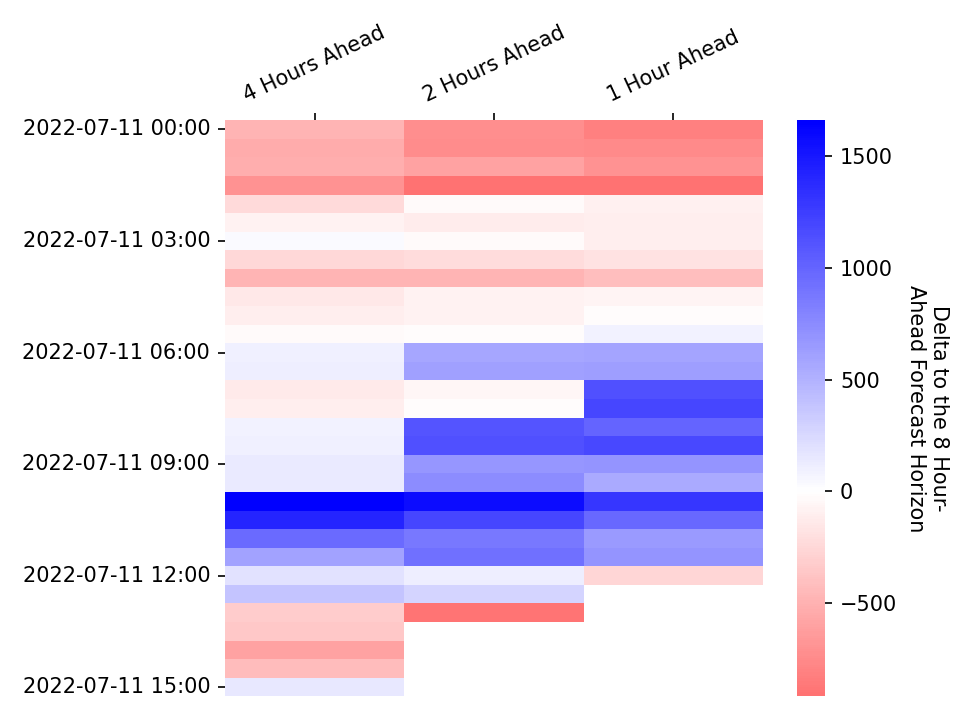 4 Hours Ahead
2 Hours Ahead
1 Hour Ahead
2022-07-11 00:00
2022-07-11 03:00
2022-07-11 06:00
2022-07-11 09:00
2022-07-11 12:00
2022-07-11 15:00
1500
1000
500
0
−500
Delta to the 8 Hour-
Ahead Forecast Horizon